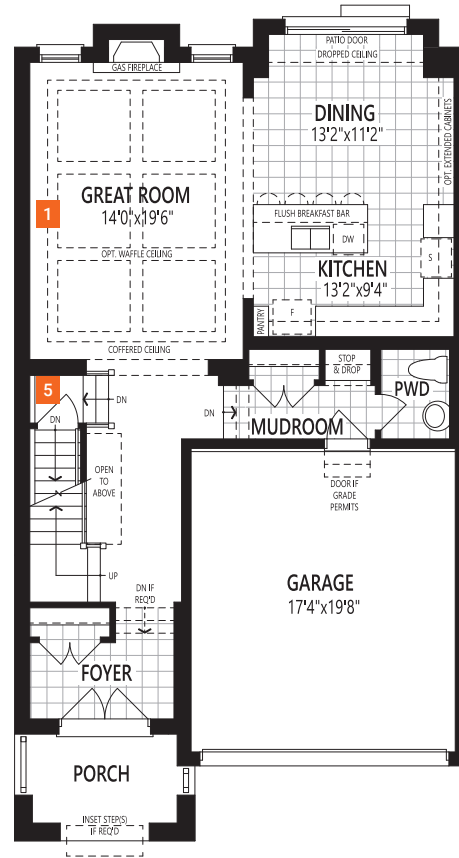 PATIO DOOR
DROPPED CEILING
GAS FIREPLACE
DINING
13'2"x11'2"
OPT. EXTENDED CABINETS
1
GREAT ROOM
14'0"x19'6"
FLUSH BREAKFAST BAR
DW
OPT. WAFFLE CEILING
S
KITCHEN
13'2"x9'4"
F
PANTRY
COFFERED CEILING
STOP
& DROP
5
DN
PWD
DN
DN
MUDROOM
OPEN
TO
ABOVE
DOOR IF
GRADE
PERMITS
UP
DN IF
REQ'D
GARAGE
17'4"x19'8"
FOYER
PORCH
INSET STEP(S)
IF REQ'D